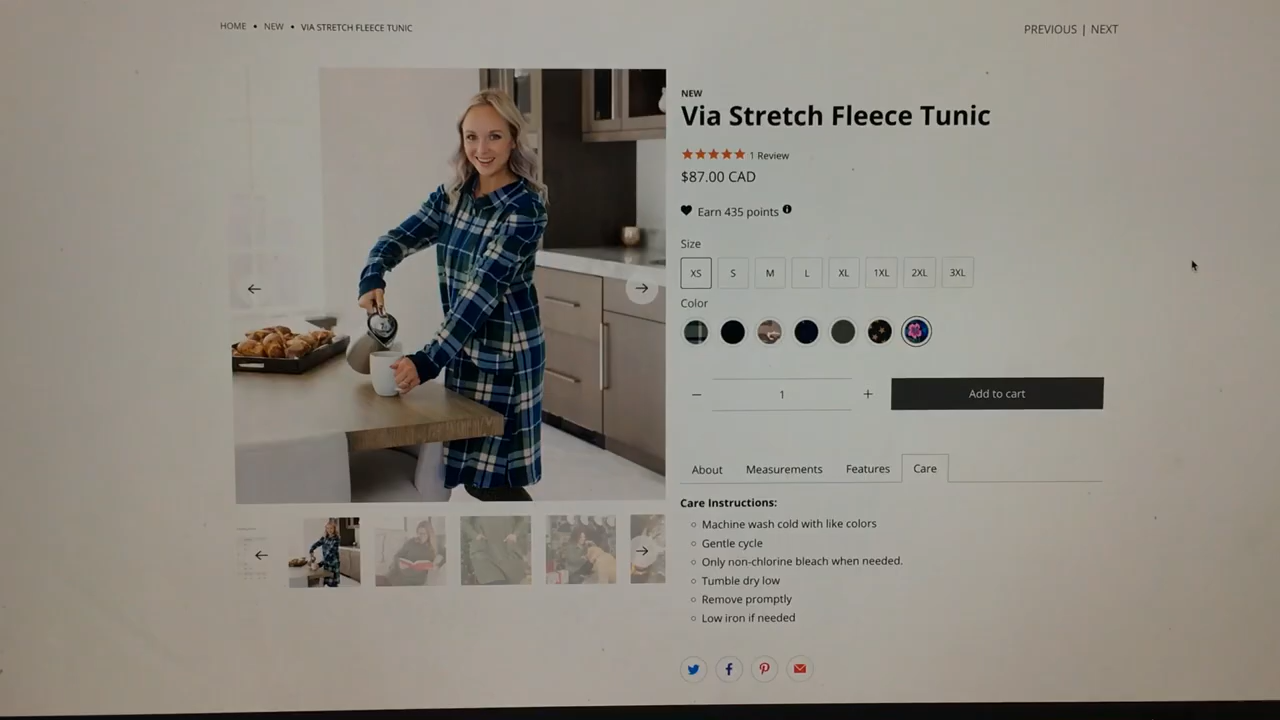 HOME • NEW • VIA STRETCH FLEECE TUNIC
PREVIOUS | NEXT
NEW
Via Stretch Fleece Tunic
1 Review
$87.00 CAD
Earn 435 points
Size
XS S M L XL 1XL 2XL 3XL
Color
− 1 + Add to cart
About Measurements Features Care
Care Instructions:
Machine wash cold with like colors
Gentle cycle
Only non-chlorine bleach when needed.
Tumble dry low
Remove promptly
Low iron if needed